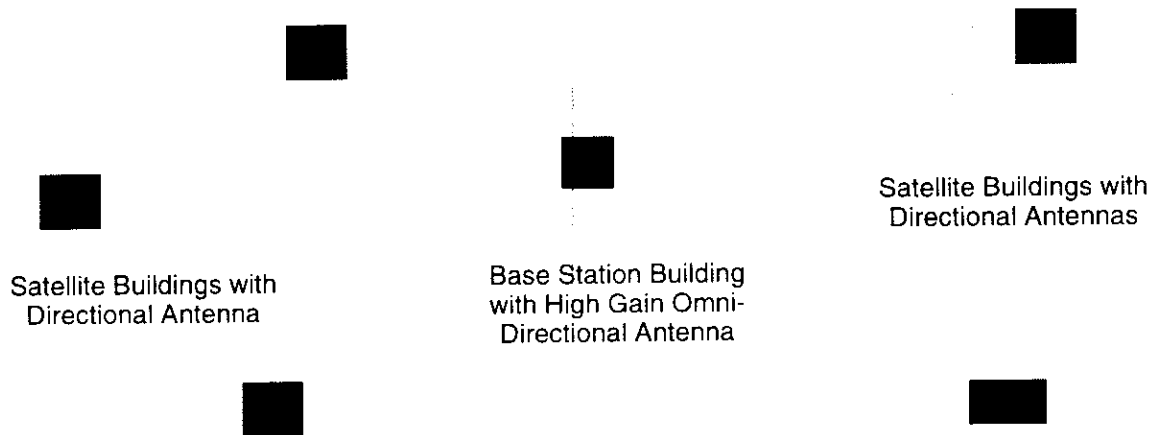 Satellite Buildings with
Directional Antenna
Base Station Building
with High Gain Omni-
Directional Antenna
Satellite Buildings with
Directional Antennas